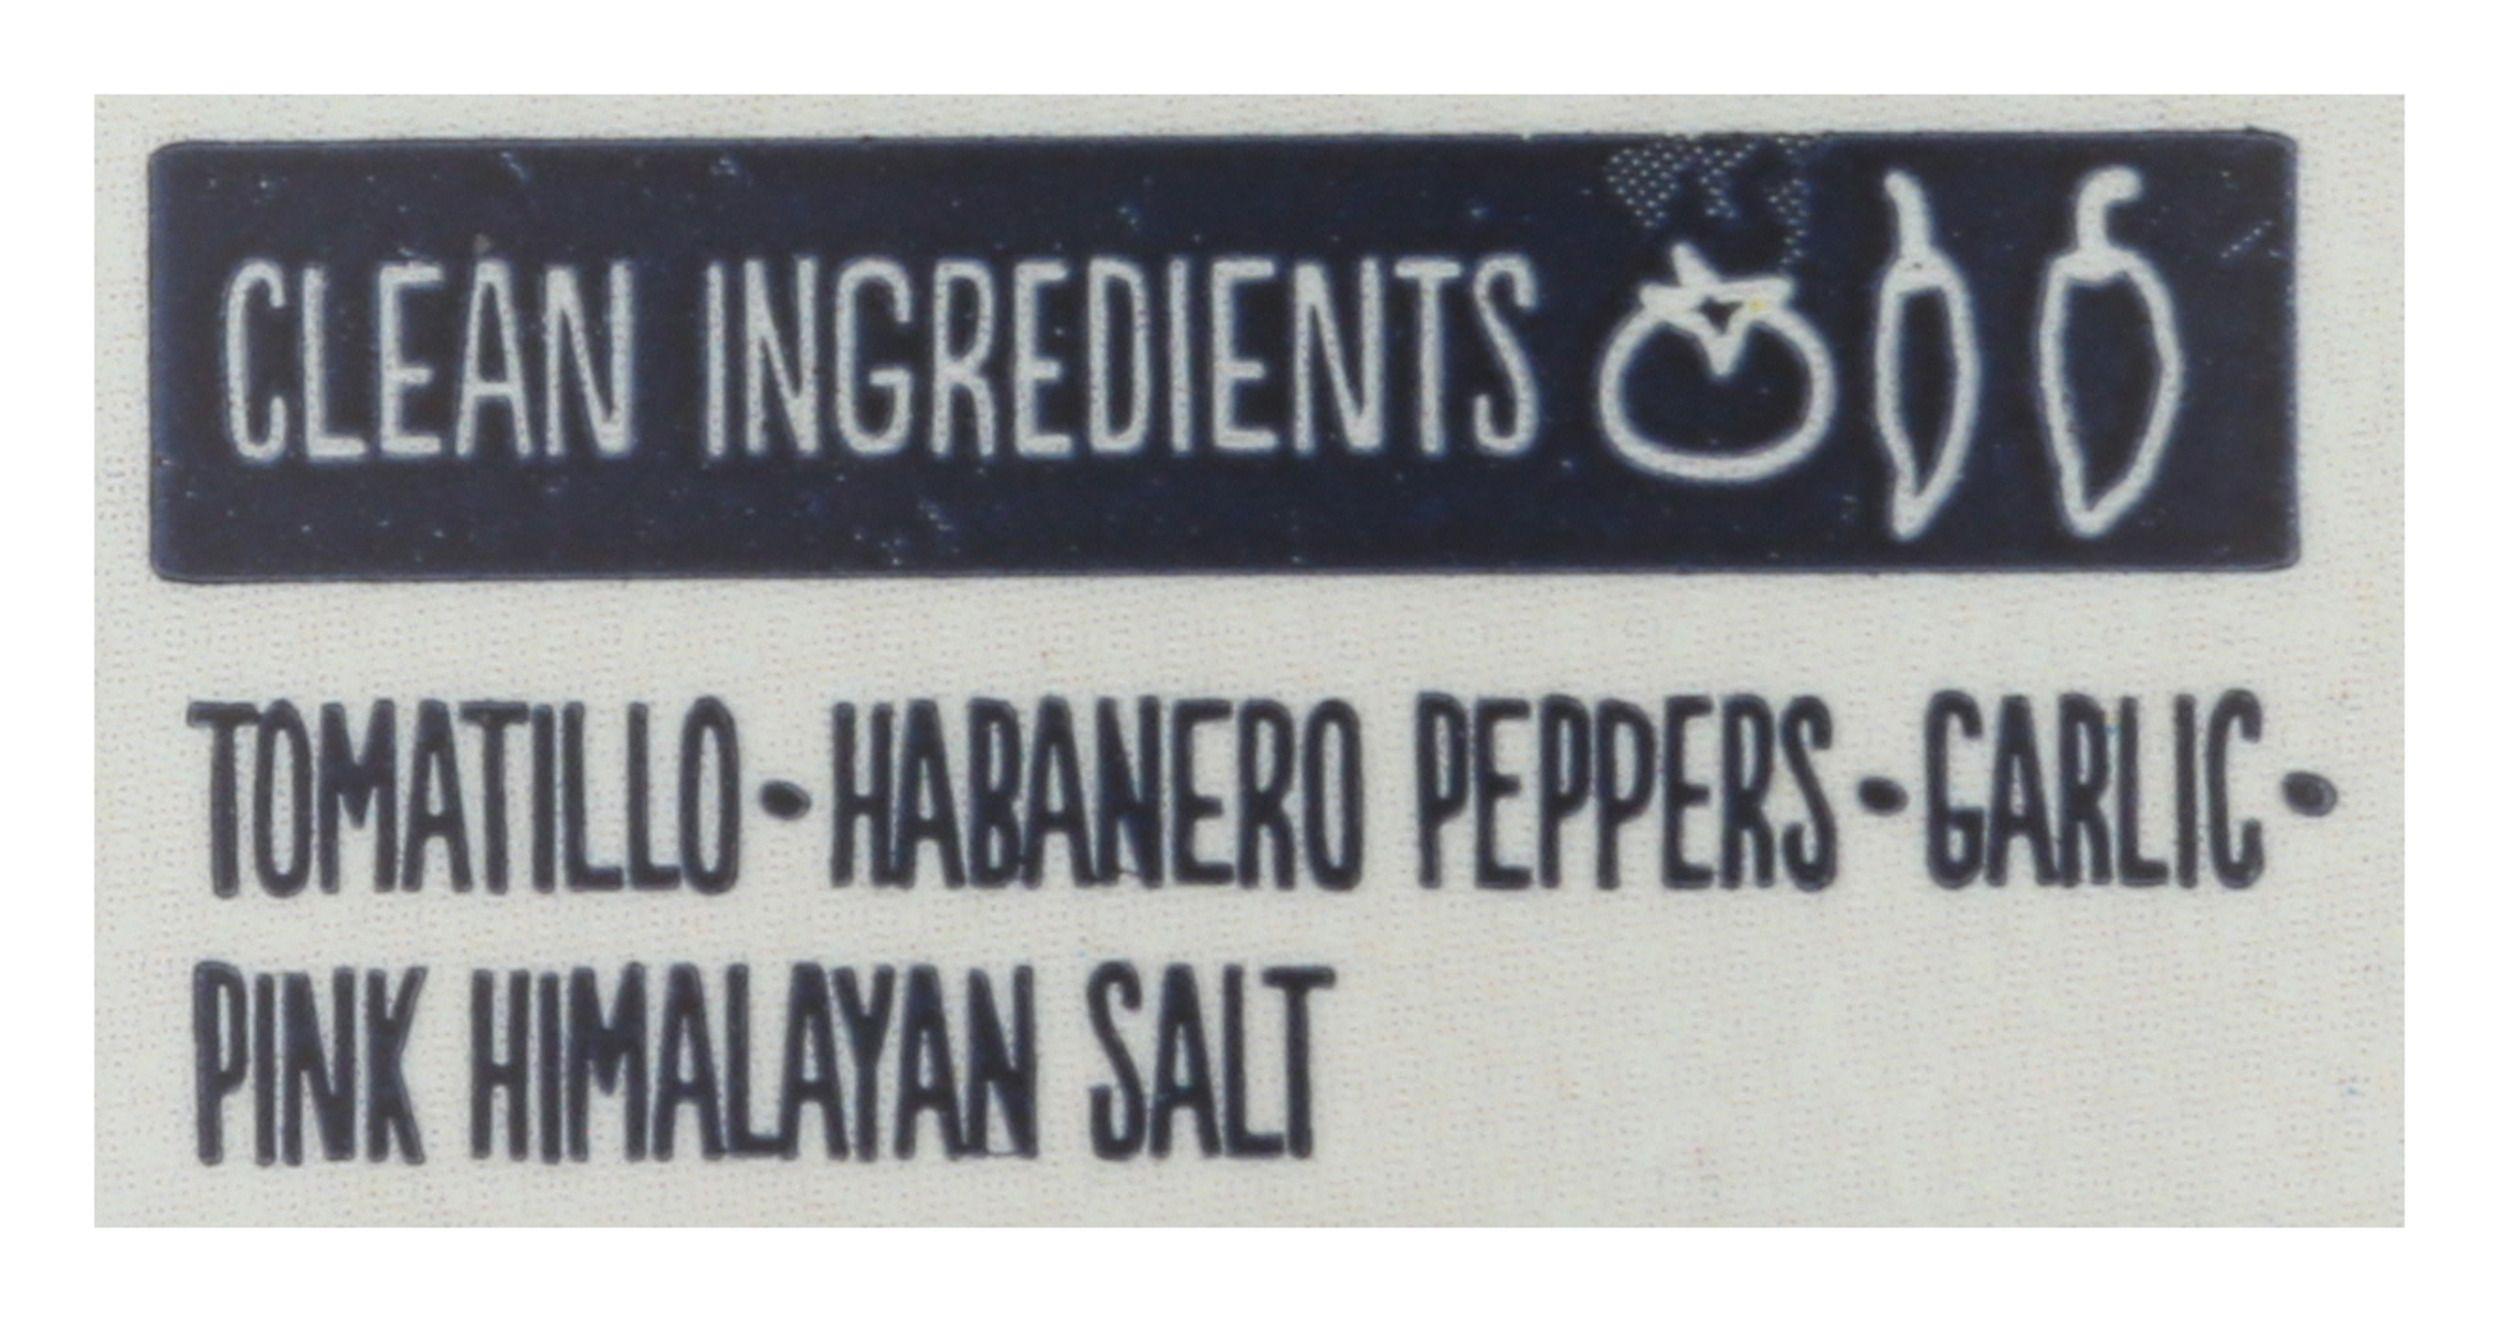 CLEAN INGREDIENTS
TOMATILLO • HABANERO PEPPERS • GARLIC •
PINK HIMALAYAN SALT